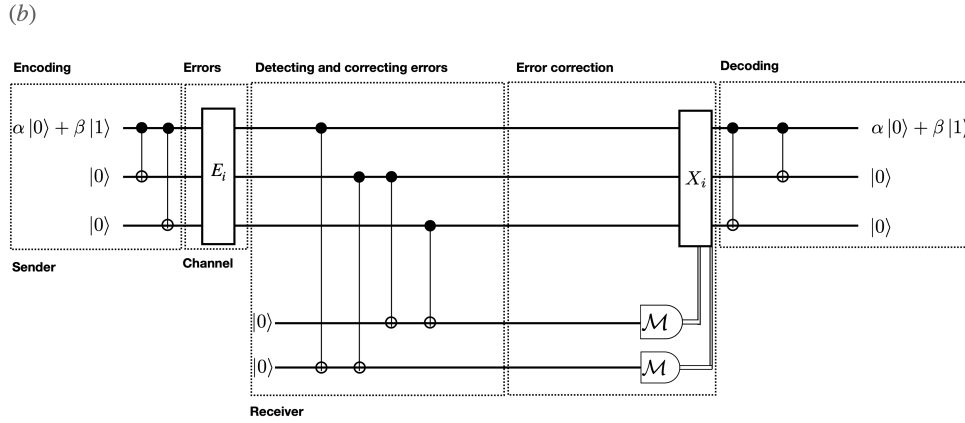 (b)
Encoding Errors Detecting and correcting errors Error correction Decoding
α|0⟩ + β|1⟩ α|0⟩ + β|1⟩
|0⟩ E_i X_i |0⟩
|0⟩ |0⟩
Sender Channel
|0⟩ ℳ
|0⟩ ℳ
Receiver